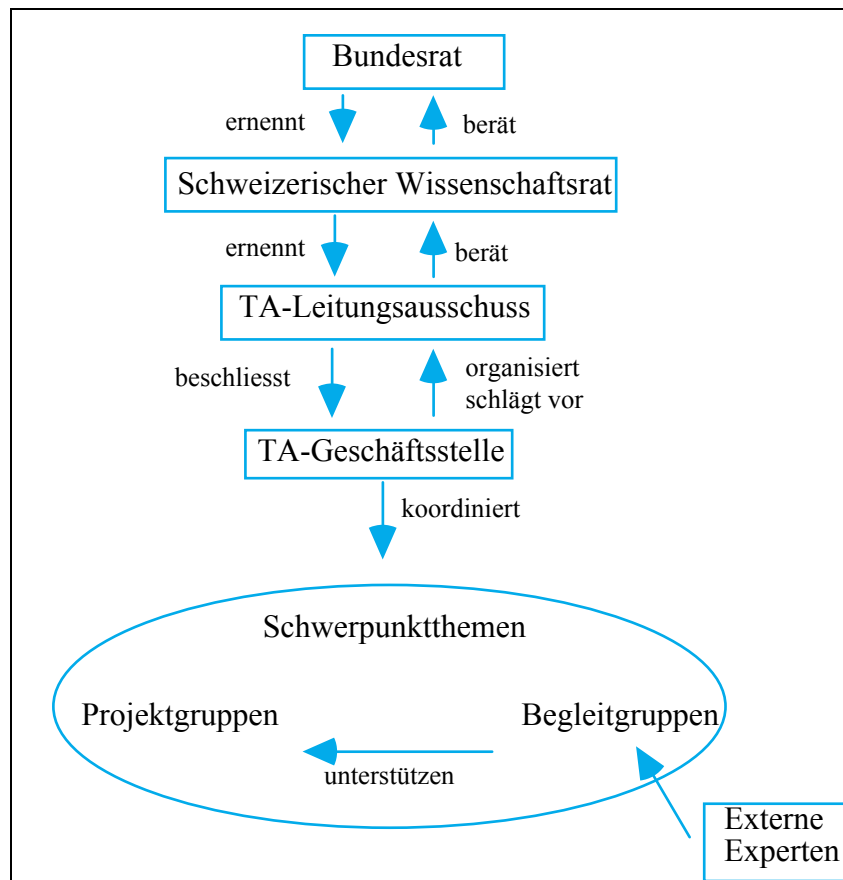 Bundesrat
ernennt
berät
Schweizerischer Wissenschaftsrat
ernennt
berät
TA-Leitungsausschuss
beschliesst
organisiert
schlägt vor
TA-Geschäftsstelle
koordiniert
Schwerpunktthemen
Projektgruppen
Begleitgruppen
unterstützen
Externe
Experten